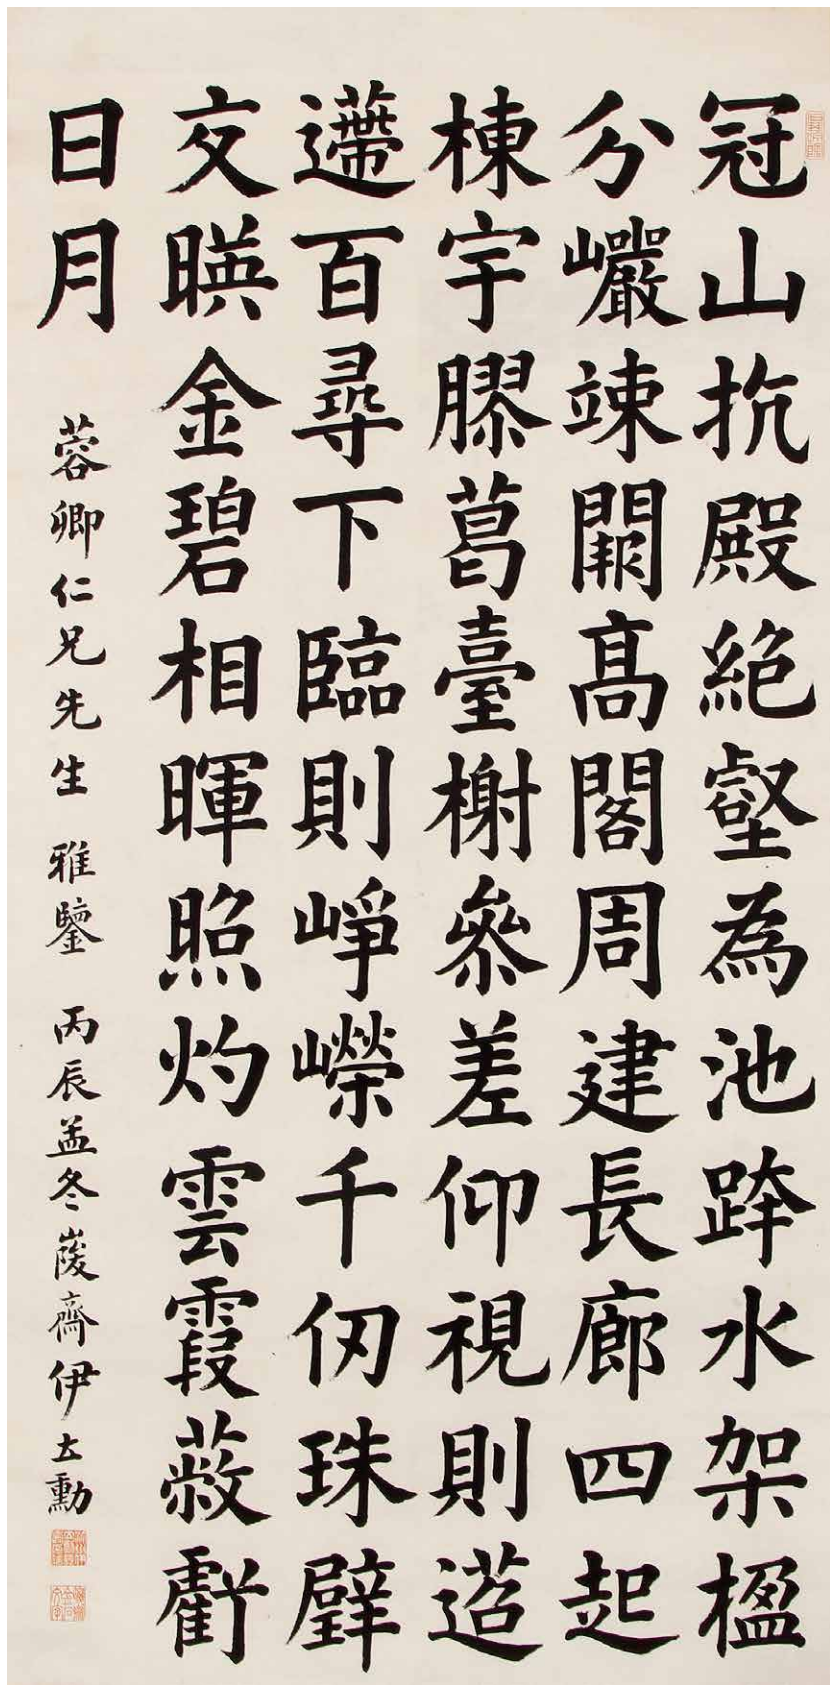 冠山抗殿絶壑為池跨水架楹
分巖竦闕高閣周建長廊四起
棟宇膠葛臺榭參差仰視則迢
遰百尋下臨則崢嶸千仞珠璧
交暎金碧相暉照灼雲霞蔽虧
日月
蓉卿仁兄先生 雅鑒 丙辰孟冬峻齋伊立勳